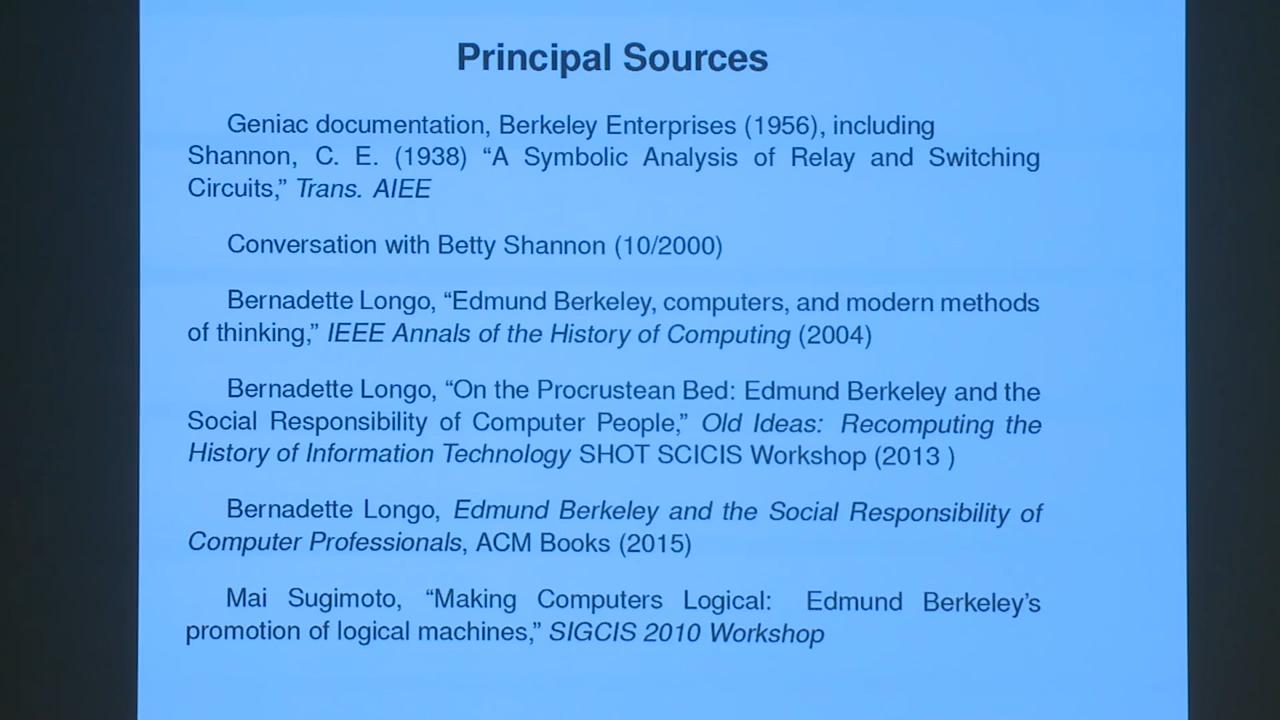 Principal Sources
Geniac documentation, Berkeley Enterprises (1956), including
Shannon, C. E. (1938) “A Symbolic Analysis of Relay and Switching
Circuits,” Trans. AIEE
Conversation with Betty Shannon (10/2000)
Bernadette Longo, “Edmund Berkeley, computers, and modern methods
of thinking,” IEEE Annals of the History of Computing (2004)
Bernadette Longo, “On the Procrustean Bed: Edmund Berkeley and the
Social Responsibility of Computer People,” Old Ideas: Recomputing the
History of Information Technology SHOT SCICIS Workshop (2013 )
Bernadette Longo, Edmund Berkeley and the Social Responsibility of
Computer Professionals, ACM Books (2015)
Mai Sugimoto, “Making Computers Logical: Edmund Berkeley’s
promotion of logical machines,” SIGCIS 2010 Workshop